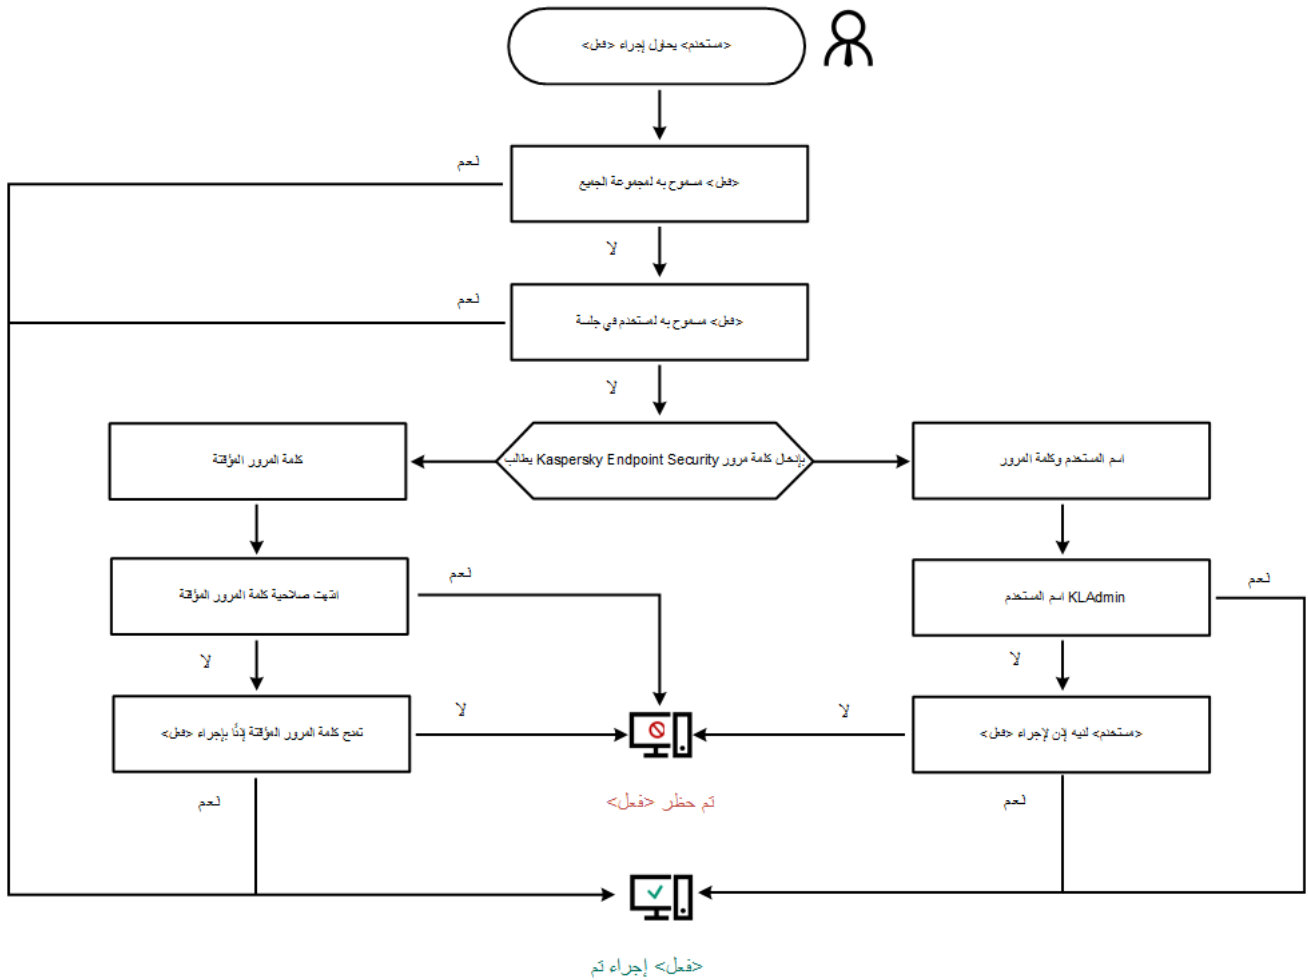 <مستخدم> يحاول إجراء <فعل>
نعم
<فعل> مسموح به لمجموعة الجميع
لا
نعم
<فعل> مسموح به لمستخدم في جلسة
لا
كلمة المرور المؤقتة
بإدخال كلمة مرور Kaspersky Endpoint Security يطالب
اسم المستخدم وكلمة المرور
نعم
نعم
انتهت صلاحية كلمة المرور المؤقتة
KLAdmin اسم المستخدم
لا
لا
تمنح كلمة المرور المؤقتة إذنًا بإجراء <فعل>
لا
لا
<مستخدم> لديه إذن لإجراء <فعل>
نعم
تم حظر <فعل>
نعم
<فعل> إجراء تم